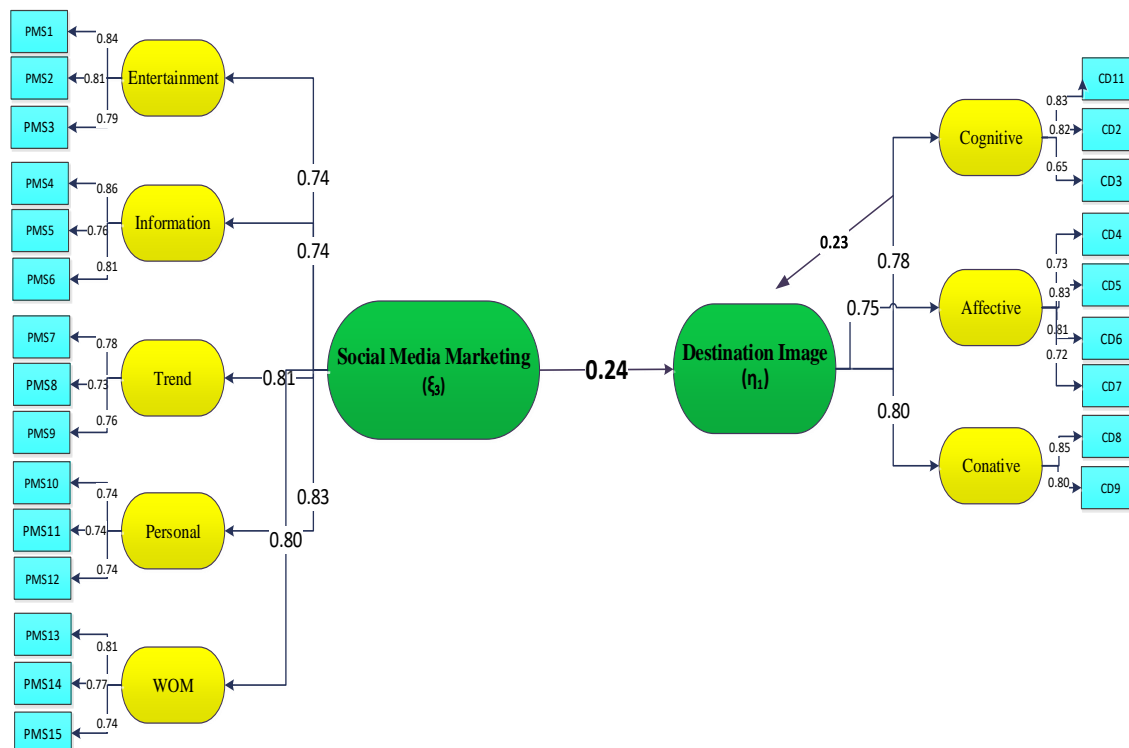 PMS1
0.84
Entertainment
PMS2
0.81
PMS3
0.79
0.74
PMS4
0.86
Information
PMS5
0.76
PMS6
0.81
0.74
PMS7
0.78
Trend
PMS8
0.73
PMS9
0.76
0.81
PMS10
0.74
Personal
PMS11
0.74
PMS12
0.74
0.83
PMS13
0.81
WOM
PMS14
0.77
PMS15
0.74
0.80
Social Media Marketing
(ξ₃)
0.24
Destination Image
(η₁)
0.23
0.78
0.75
0.80
Cognitive
0.83
CD11
0.82
CD2
0.65
CD3
Affective
0.73
CD4
0.83
CD5
0.81
CD6
0.72
CD7
Conative
0.85
CD8
0.80
CD9